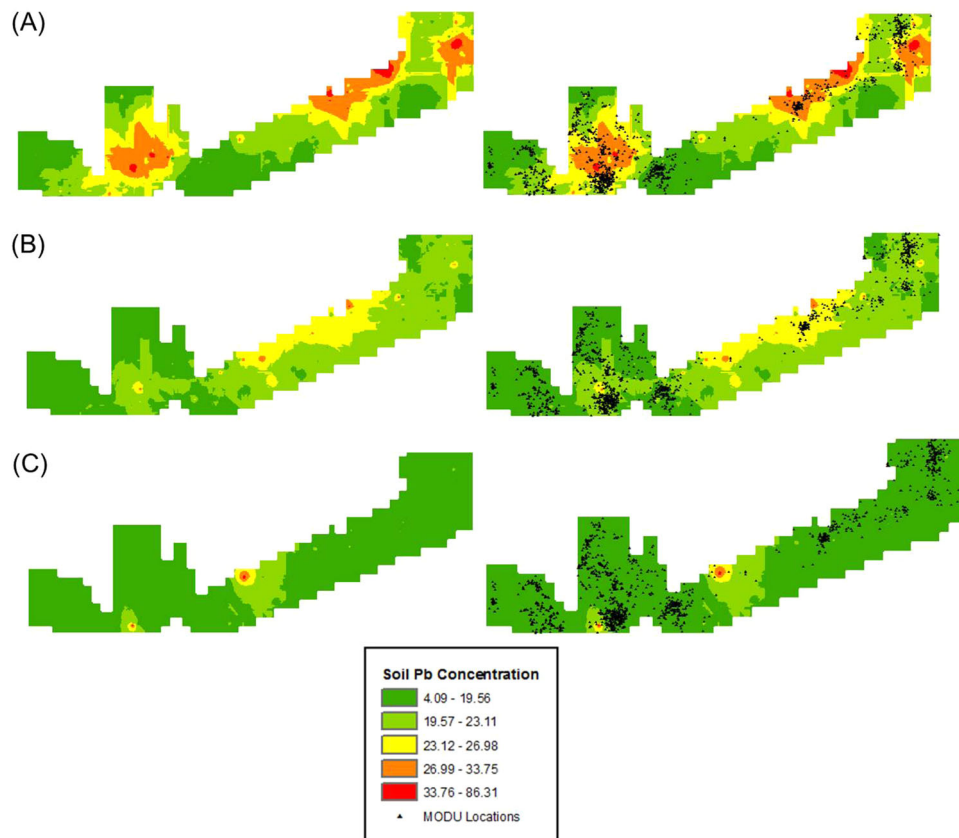 (A)
(B)
(C)
Soil Pb Concentration
4.09 - 19.56
19.57 - 23.11
23.12 - 26.98
26.99 - 33.75
33.76 - 86.31
MODU Locations